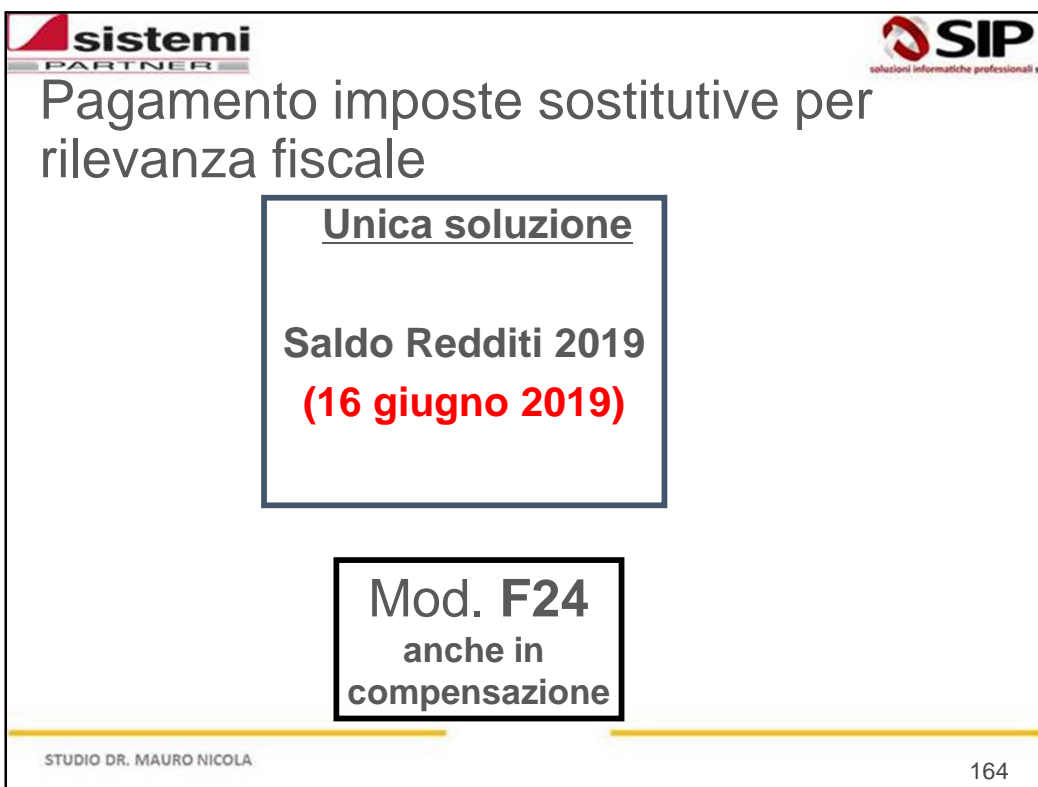 sistemi
PARTNER
SIP
soluzioni informatiche professionali s
Pagamento imposte sostitutive per
rilevanza fiscale
Unica soluzione
Saldo Redditi 2019
(16 giugno 2019)
Mod. F24
anche in
compensazione
STUDIO DR. MAURO NICOLA
164